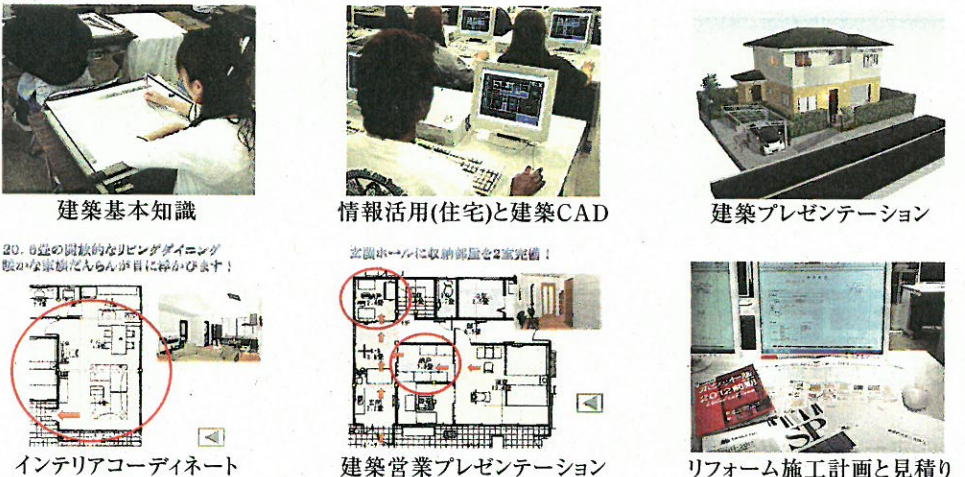 建築基本知識
情報活用(住宅)と建築CAD
建築プレゼンテーション
20.6畳の開放的なリビングダイニング
暖かな家族だんらんが目に浮かびます!
玄関ホールに収納部屋を2室完備!
インテリアコーディネート
建築営業プレゼンテーション
リフォーム施工計画と見積り